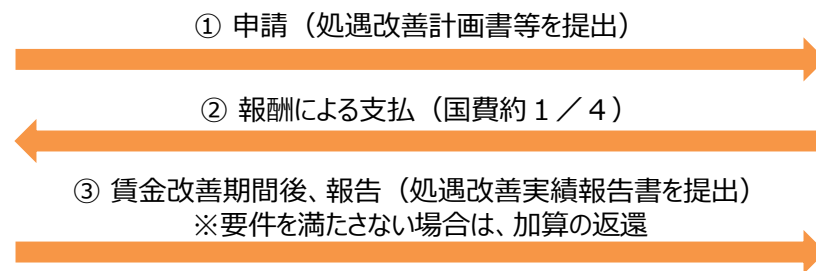 ① 申請（処遇改善計画書等を提出）
② 報酬による支払（国費約１／４）
③ 賃金改善期間後、報告（処遇改善実績報告書を提出）
※要件を満たさない場合は、加算の返還